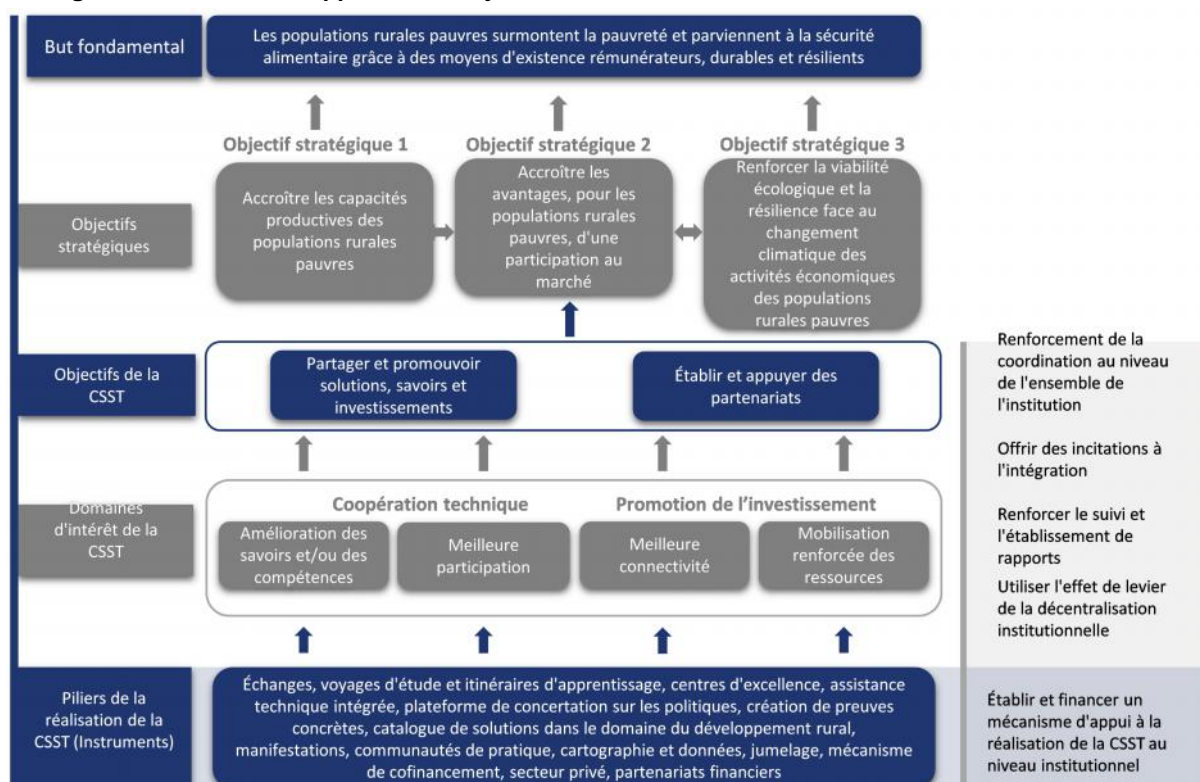 But fondamental
Les populations rurales pauvres surmontent la pauvreté et parviennent à la sécurité
alimentaire grâce à des moyens d'existence rémunérateurs, durables et résilients
Objectif stratégique 1
Objectif stratégique 2
Objectif stratégique 3
Objectifs
stratégiques
Accroître les capacités
productives des
populations rurales
pauvres
Accroître les
avantages, pour les
populations rurales
pauvres, d'une
participation au
marché
Renforcer la viabilité
écologique et la
résilience face au
changement
climatique des
activités économiques
des populations
rurales pauvres
Objectifs de la
CSST
Partager et promouvoir
solutions, savoirs et
investissements
Établir et appuyer des
partenariats
Domaines
d'intérêt de la
CSST
Coopération technique
Promotion de l'investissement
Amélioration des
savoirs et/ou des
compétences
Meilleure
participation
Meilleure
connectivité
Mobilisation
renforcée des
ressources
Piliers de la
réalisation de la
CSST (Instruments)
Échanges, voyages d'étude et itinéraires d'apprentissage, centres d'excellence, assistance
technique intégrée, plateforme de concertation sur les politiques, création de preuves
concrètes, catalogue de solutions dans le domaine du développement rural,
manifestations, communautés de pratique, cartographie et données, jumelage, mécanisme
de cofinancement, secteur privé, partenariats financiers
Renforcement de la
coordination au niveau
de l'ensemble de
l'institution
Offrir des incitations à
l'intégration
Renforcer le suivi et
l'établissement de
rapports
Utiliser l'effet de levier
de la décentralisation
institutionnelle
Établir et financer un
mécanisme d'appui à la
réalisation de la CSST au
niveau institutionnel